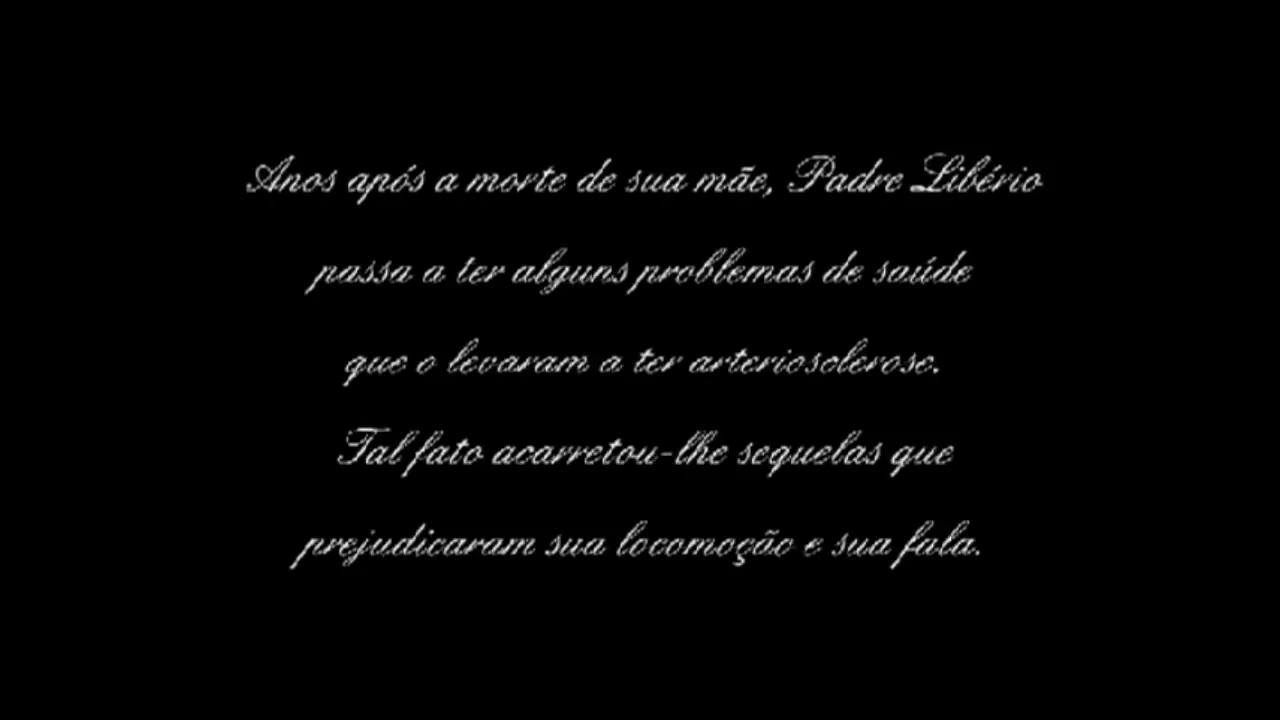 Anos após a morte de sua mãe, Padre Libério
passa a ter alguns problemas de saúde
que o levaram a ter arteriosclerose.
Tal fato acarretou-lhe sequelas que
prejudicaram sua locomoção e sua fala.